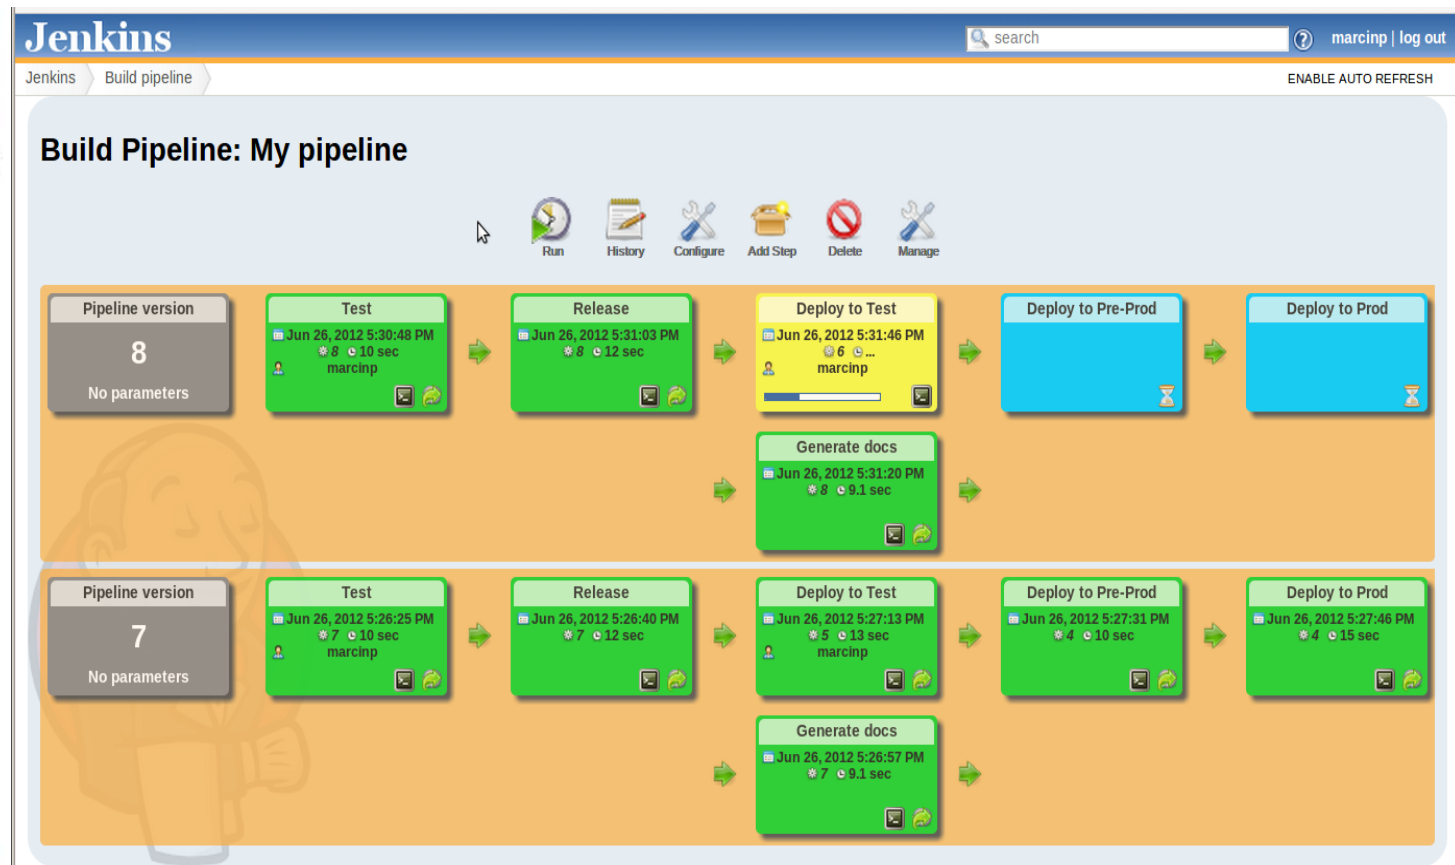 Jenkins
search
marcinp | log out
Jenkins
Build pipeline
ENABLE AUTO REFRESH
Build Pipeline: My pipeline
Run
History
Configure
Add Step
Delete
Manage
Pipeline version
8
No parameters
Test
Jun 26, 2012 5:30:48 PM
8 10 sec
marcinp
Release
Jun 26, 2012 5:31:03 PM
8 12 sec
Deploy to Test
Jun 26, 2012 5:31:46 PM
6 ...
marcinp
Deploy to Pre-Prod
Deploy to Prod
Generate docs
Jun 26, 2012 5:31:20 PM
8 9.1 sec
Pipeline version
7
No parameters
Test
Jun 26, 2012 5:26:25 PM
7 10 sec
marcinp
Release
Jun 26, 2012 5:26:40 PM
7 12 sec
Deploy to Test
Jun 26, 2012 5:27:13 PM
5 13 sec
marcinp
Deploy to Pre-Prod
Jun 26, 2012 5:27:31 PM
4 10 sec
Deploy to Prod
Jun 26, 2012 5:27:46 PM
4 15 sec
Generate docs
Jun 26, 2012 5:26:57 PM
7 9.1 sec